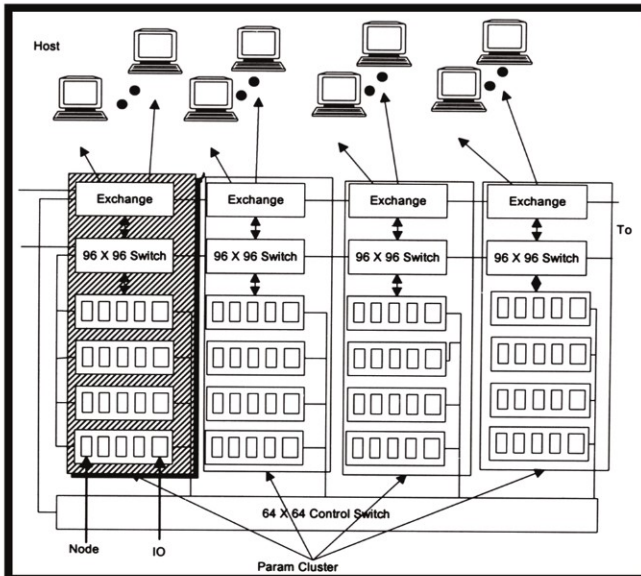 Host
Exchange
Exchange
Exchange
Exchange
To
96 X 96 Switch
96 X 96 Switch
96 X 96 Switch
96 X 96 Switch
64 X 64 Control Switch
Node
IO
Param Cluster